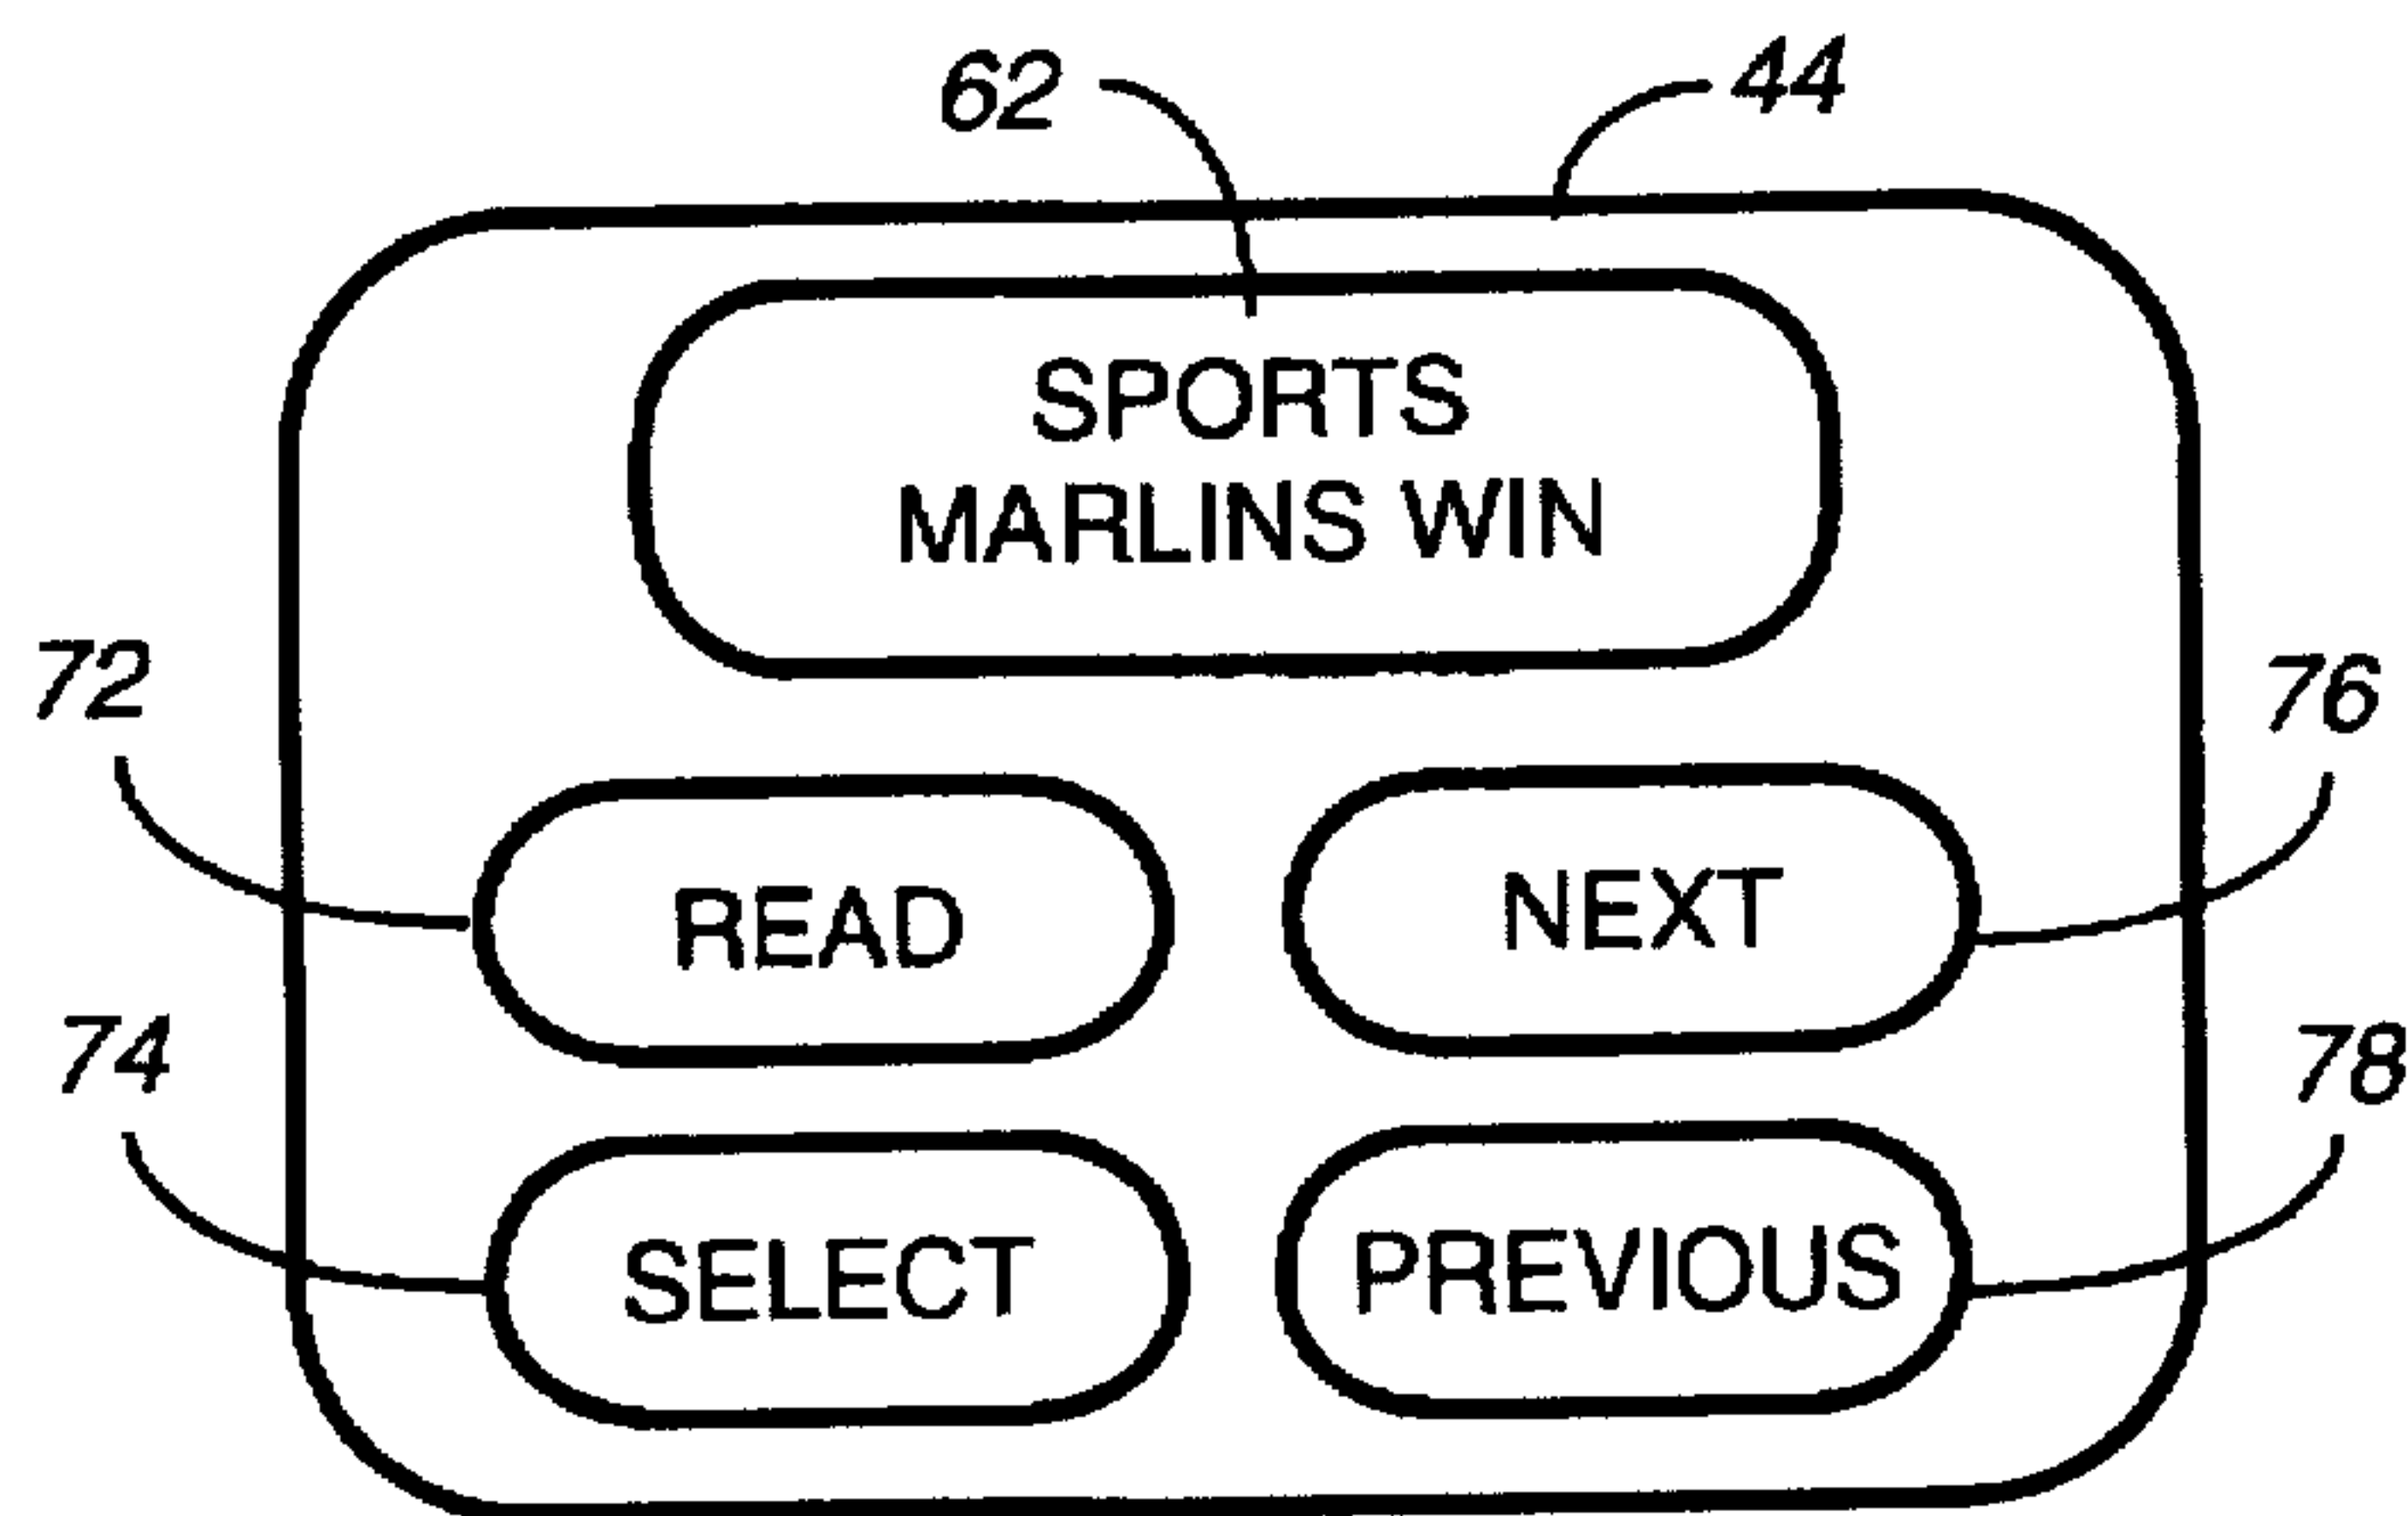 62 44
SPORTS
MARLINS WIN
72 76
READ NEXT
74 78
SELECT PREVIOUS